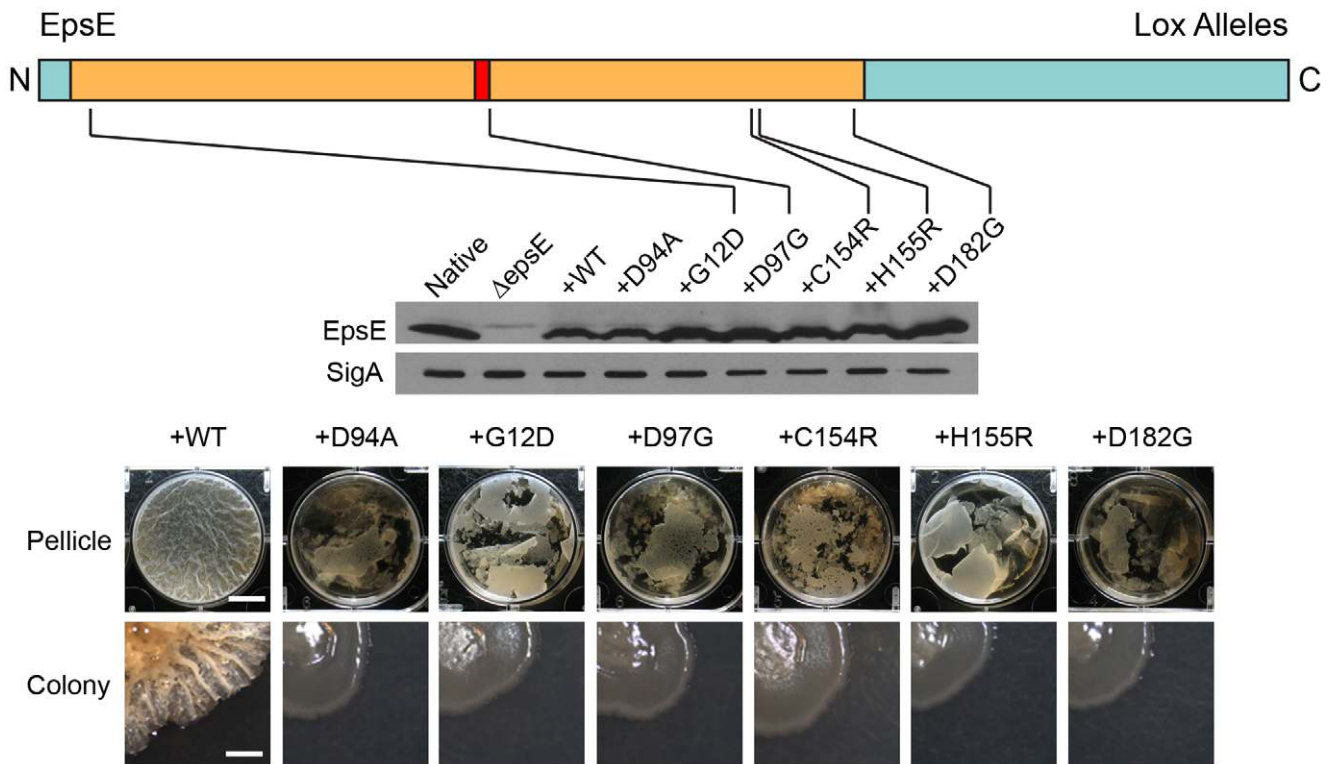 EpsE Lox Alleles
N C
Native ΔepsE +WT +D94A +G12D +D97G +C154R +H155R +D182G
EpsE
SigA
+WT +D94A +G12D +D97G +C154R +H155R +D182G
Pellicle
Colony